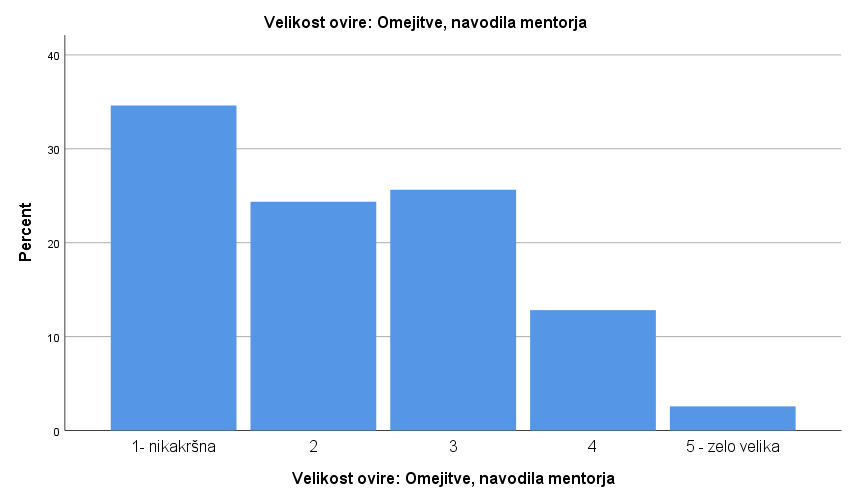 Velikost ovire: Omejitve, navodila mentorja
40
30
20
10
0
Percent
1- nikakršna
2
3
4
5 - zelo velika
Velikost ovire: Omejitve, navodila mentorja